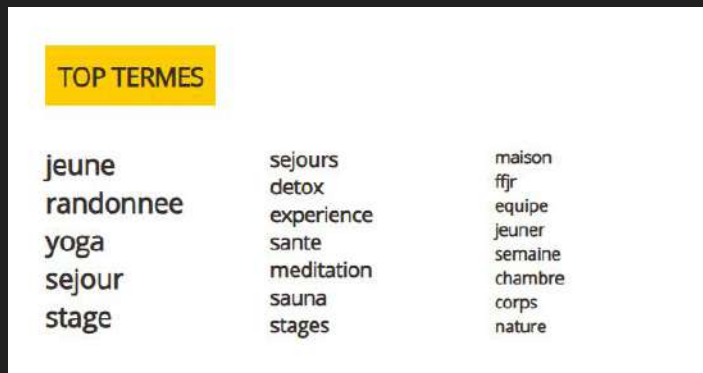 TOP TERMES
jeune
randonnee
yoga
sejour
stage
sejours
detox
experience
sante
meditation
sauna
stages
maison
ffjr
equipe
jeuner
semaine
chambre
corps
nature